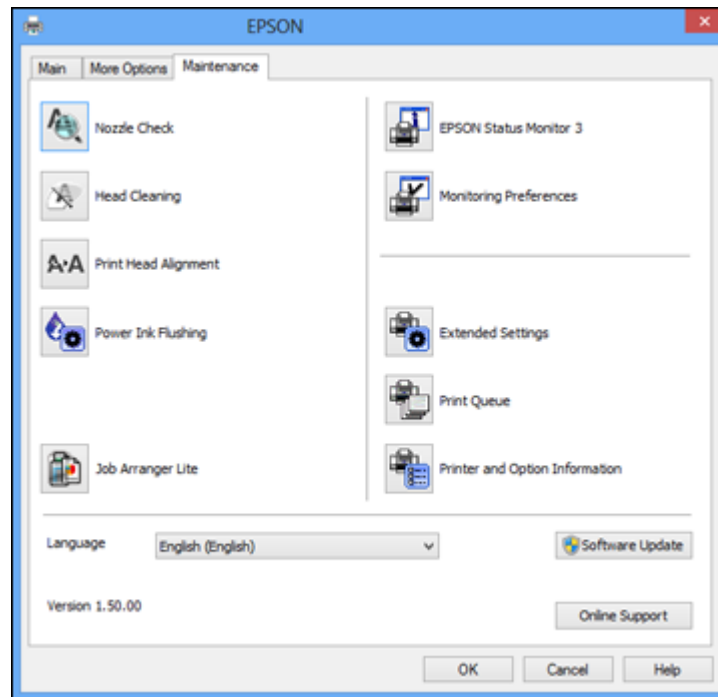 EPSON
Main More Options Maintenance
Nozzle Check
Head Cleaning
A·A Print Head Alignment
Power Ink Flushing
Job Arranger Lite
EPSON Status Monitor 3
Monitoring Preferences
Extended Settings
Print Queue
Printer and Option Information
Language English (English) Software Update
Version 1.50.00
Online Support
OK Cancel Help